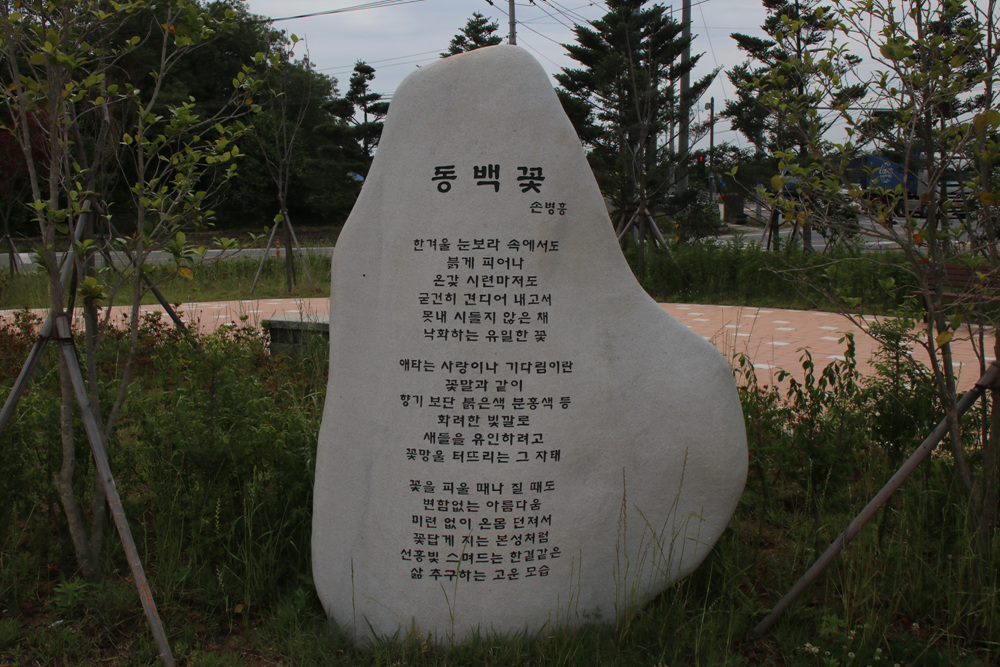 동백꽃
손병흥
한겨울 눈보라 속에서도
붉게 피어나
온갖 시련마저도
굳건히 견디어 내고서
못내 시들지 않은 채
낙화하는 유일한 꽃
애타는 사랑이나 기다림이란
꽃말과 같이
향기 보단 붉은색 분홍색 등
화려한 빛깔로
새들을 유인하려고
꽃망울 터뜨리는 그 자태
꽃을 피울 때나 질 때도
변함없는 아름다움
미련 없이 온몸 던져서
꽃답게 지는 본성처럼
선홍빛 스며드는 한결같은
삶 추구하는 고운 모습